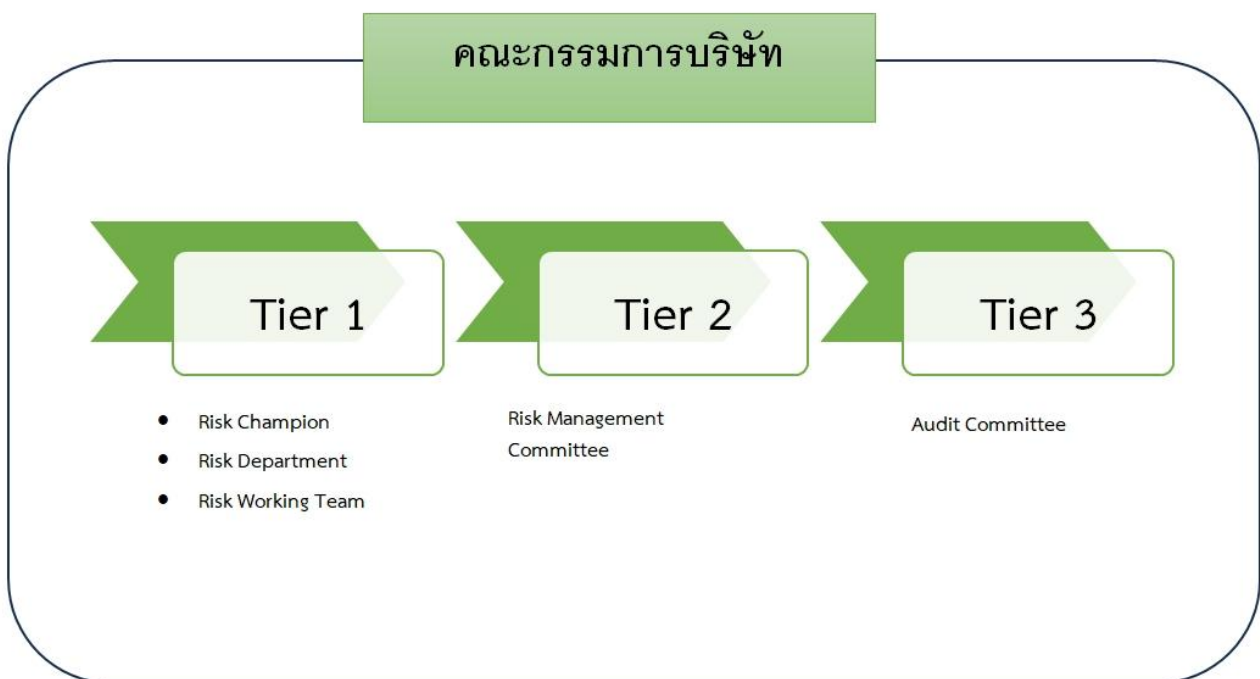 คณะกรรมการบริษัท
Tier 1
Tier 2
Tier 3
• Risk Champion
• Risk Department
• Risk Working Team
Risk Management
Committee
Audit Committee